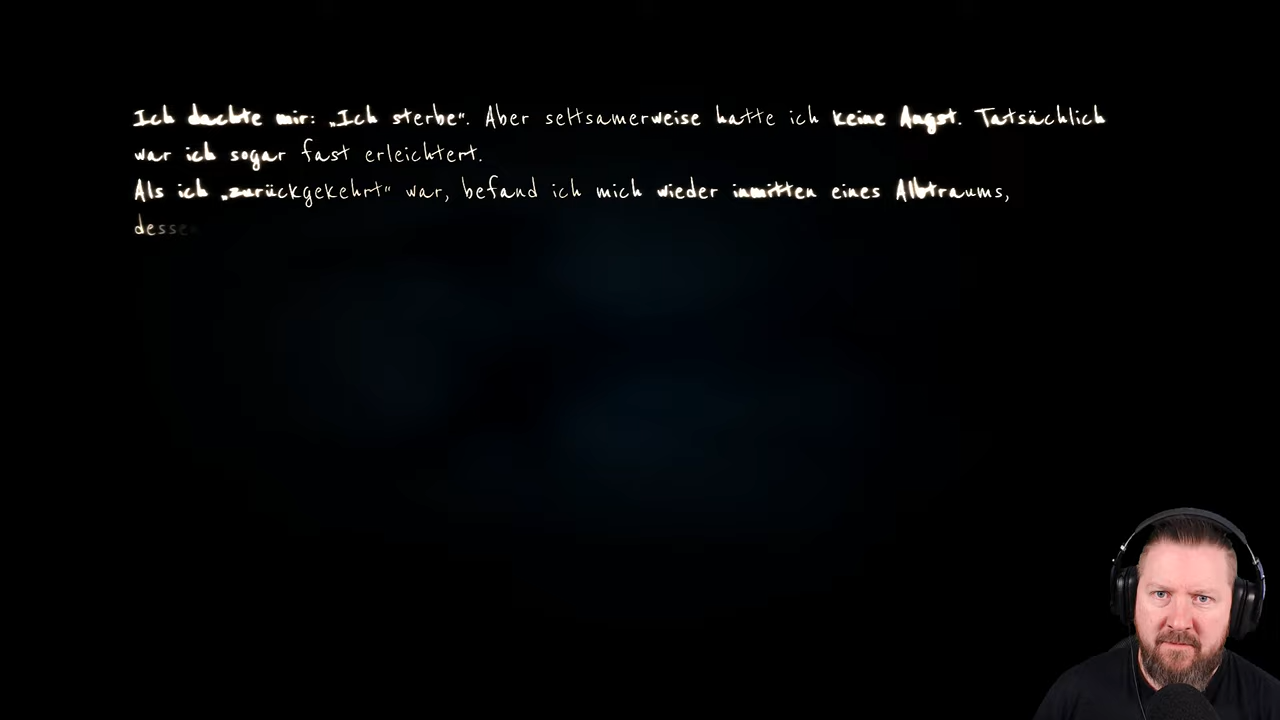 Ich dachte mir: „Ich sterbe“. Aber seltsamerweise hatte ich keine Angst. Tatsächlich
war ich sogar fast erleichtert.
Als ich „zurückgekehrt“ war, befand ich mich wieder inmitten eines Albtraums,
desse